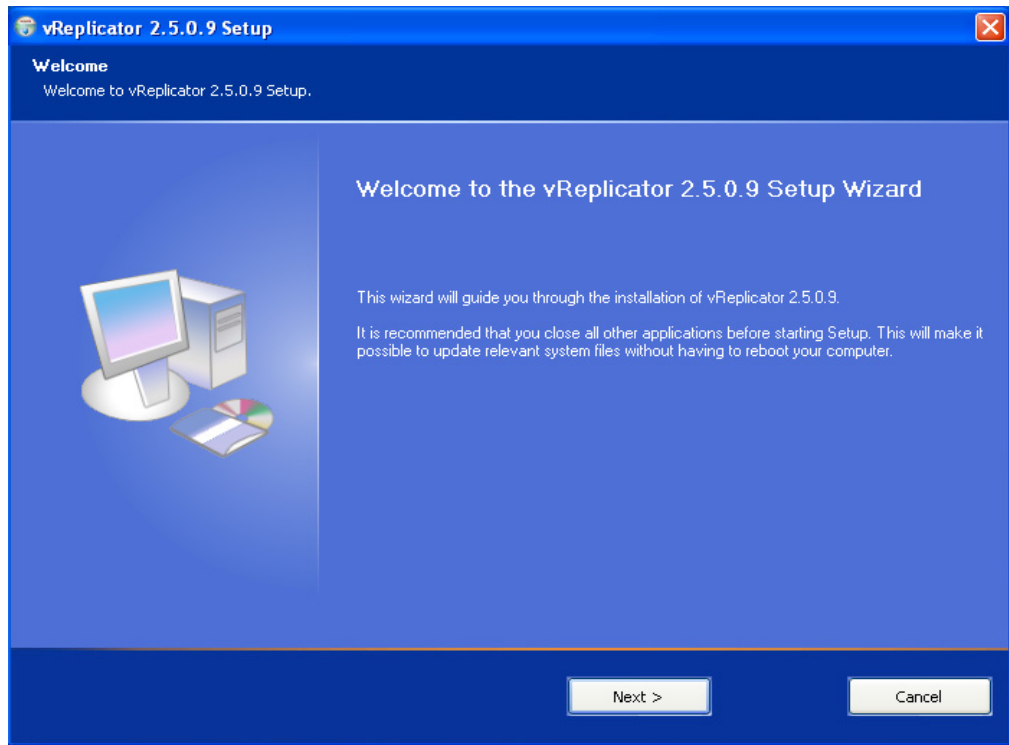 vReplicator 2.5.0.9 Setup
Welcome
Welcome to vReplicator 2.5.0.9 Setup.
Welcome to the vReplicator 2.5.0.9 Setup Wizard
This wizard will guide you through the installation of vReplicator 2.5.0.9.
It is recommended that you close all other applications before starting Setup. This will make it
possible to update relevant system files without having to reboot your computer.
Next >
Cancel